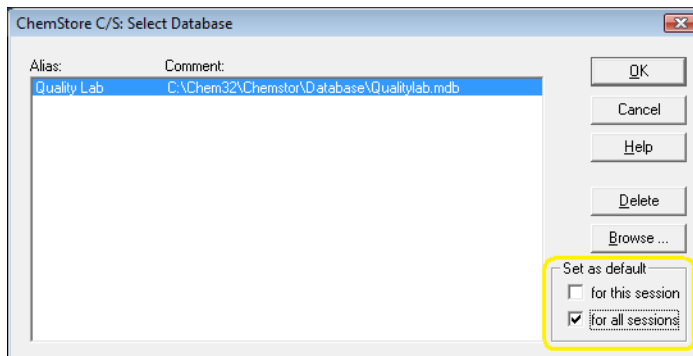 ChemStore C/S: Select Database
Alias: Comment:
Quality Lab C:\Chem32\Chemstor\Database\Qualitylab.mdb
OK
Cancel
Help
Delete
Browse ...
Set as default
for this session
for all sessions